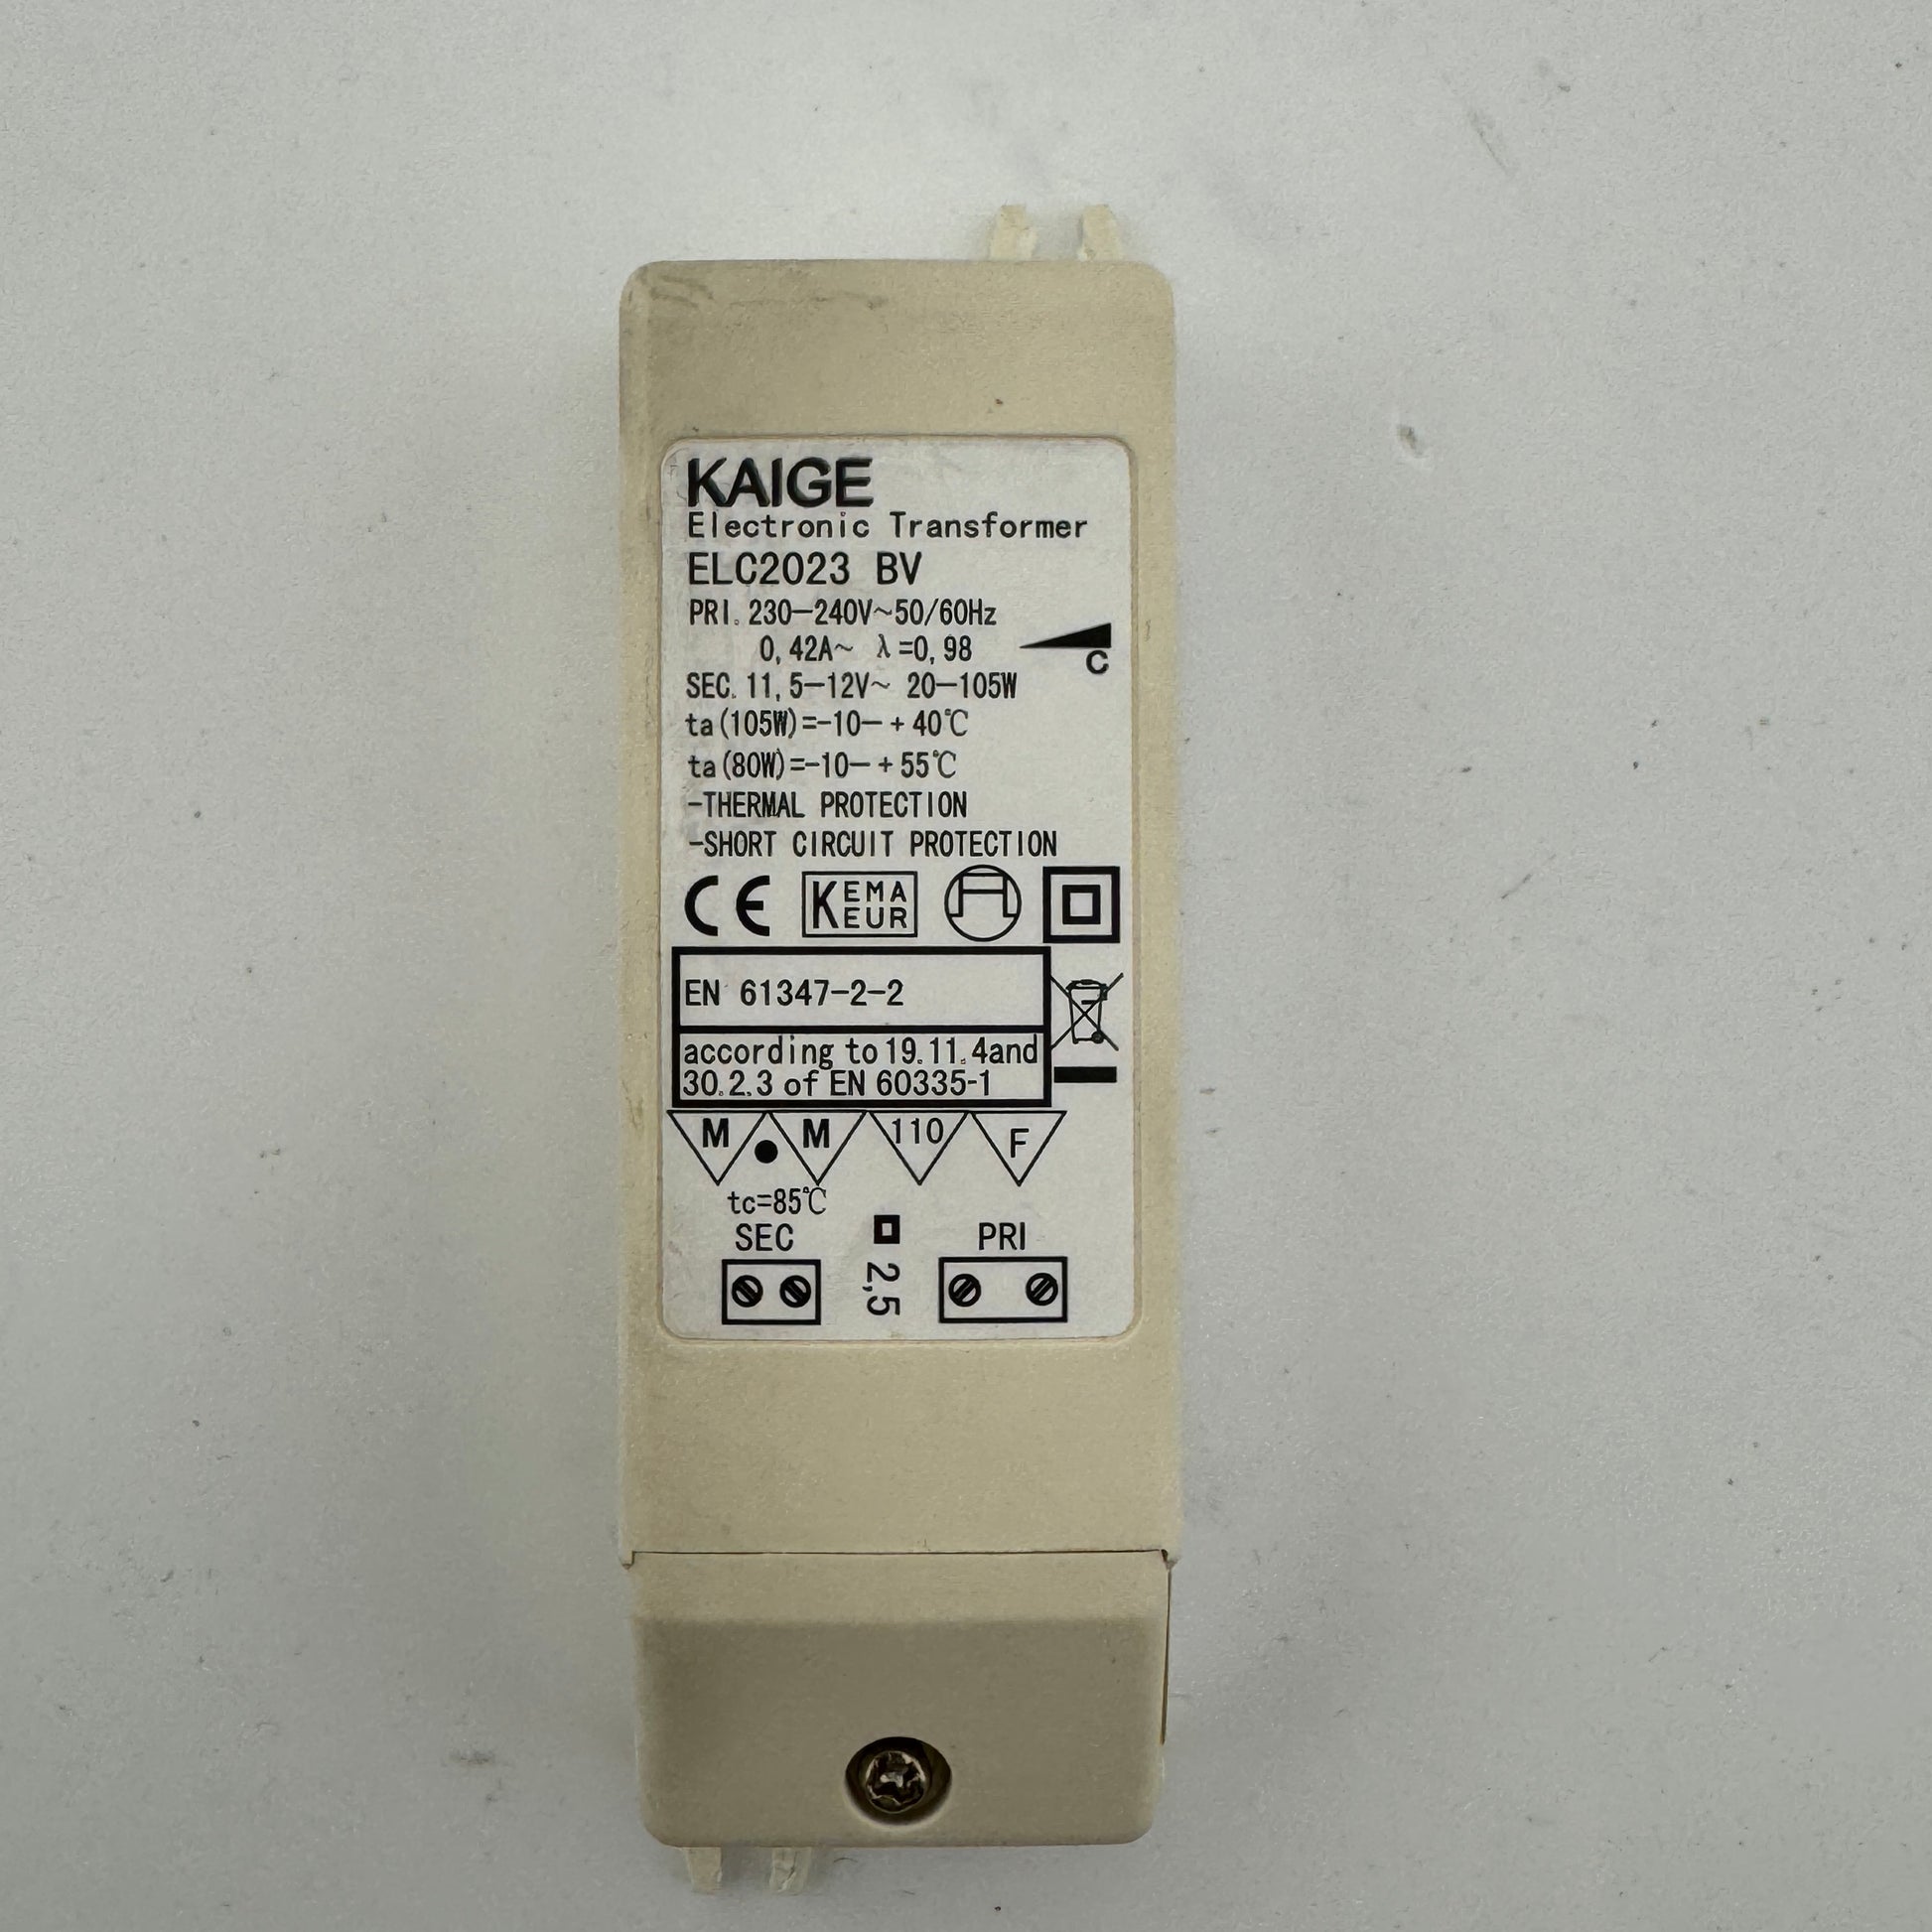 KAIGE
Electronic Transformer
ELC2023 BV
PRI. 230-240V~50/60Hz
0,42A~ λ=0,98
C
SEC. 11,5-12V~ 20-105W
ta(105W)=-10-+40℃
ta(80W)=-10-+55℃
-THERMAL PROTECTION
-SHORT CIRCUIT PROTECTION
CE KEMA EUR
EN 61347-2-2
according to 19.11.4and
30.2.3 of EN 60335-1
M M 110 F
tc=85℃
SEC PRI
2,5